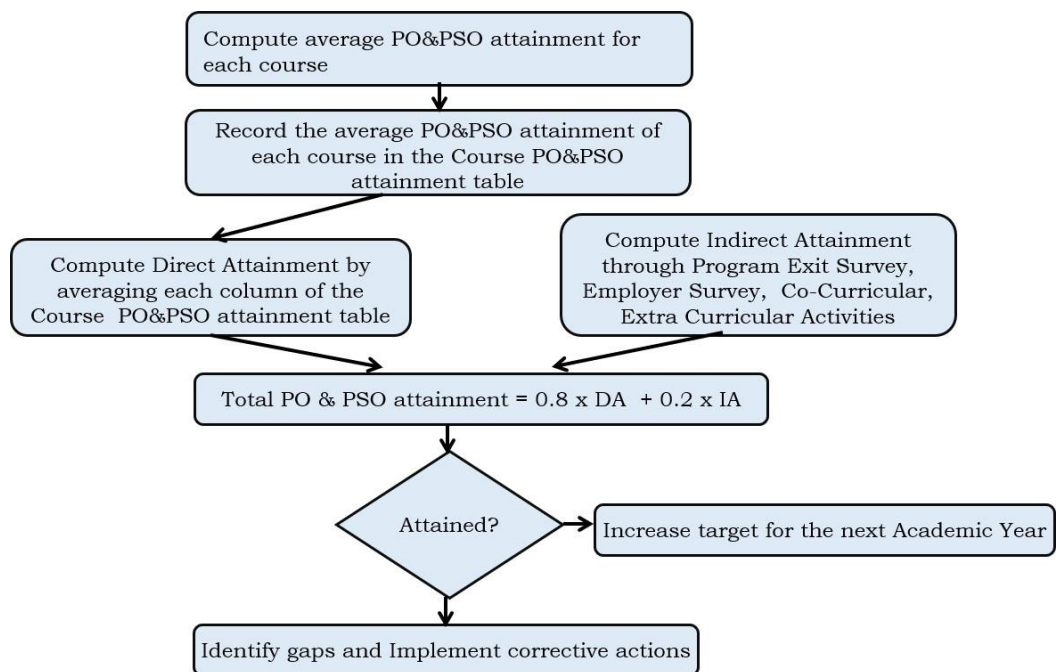 Compute average PO&PSO attainment for
each course
Record the average PO&PSO attainment of
each course in the Course PO&PSO
attainment table
Compute Direct Attainment by
averaging each column of the
Course PO&PSO attainment table
Compute Indirect Attainment
through Program Exit Survey,
Employer Survey, Co-Curricular,
Extra Curricular Activities
Total PO & PSO attainment = 0.8 x DA + 0.2 x IA
Attained?
Increase target for the next Academic Year
Identify gaps and Implement corrective actions